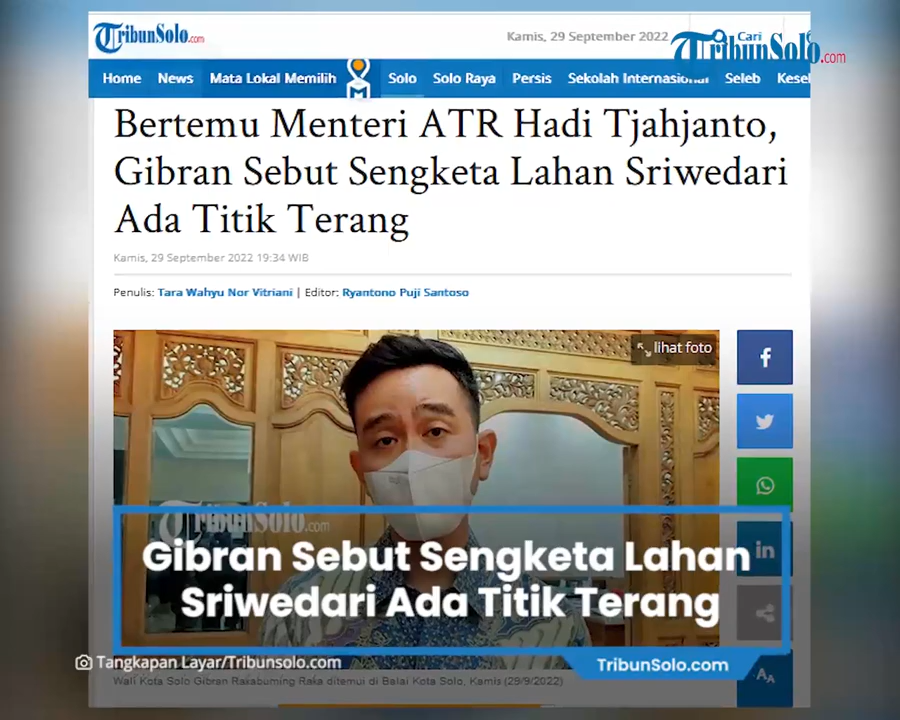 TribunSolo.com
Kamis, 29 September 2022
Cari
TribunSolo.com
Home News Mata Lokal Memilih Solo Solo Raya Persis Sekolah Internasional Seleb Kesel
Bertemu Menteri ATR Hadi Tjahjanto,
Gibran Sebut Sengketa Lahan Sriwedari
Ada Titik Terang
Kamis, 29 September 2022 19:34 WIB
Penulis: Tara Wahyu Nor Vitriani | Editor: Ryantono Puji Santoso
lihat foto
TribunSolo.com
Gibran Sebut Sengketa Lahan
Sriwedari Ada Titik Terang
Tangkapan Layar/Tribunsolo.com
TribunSolo.com
Wali Kota Solo Gibran Rakabuming Raka ditemui di Balai Kota Solo, Kamis (29/9/2022)
AA